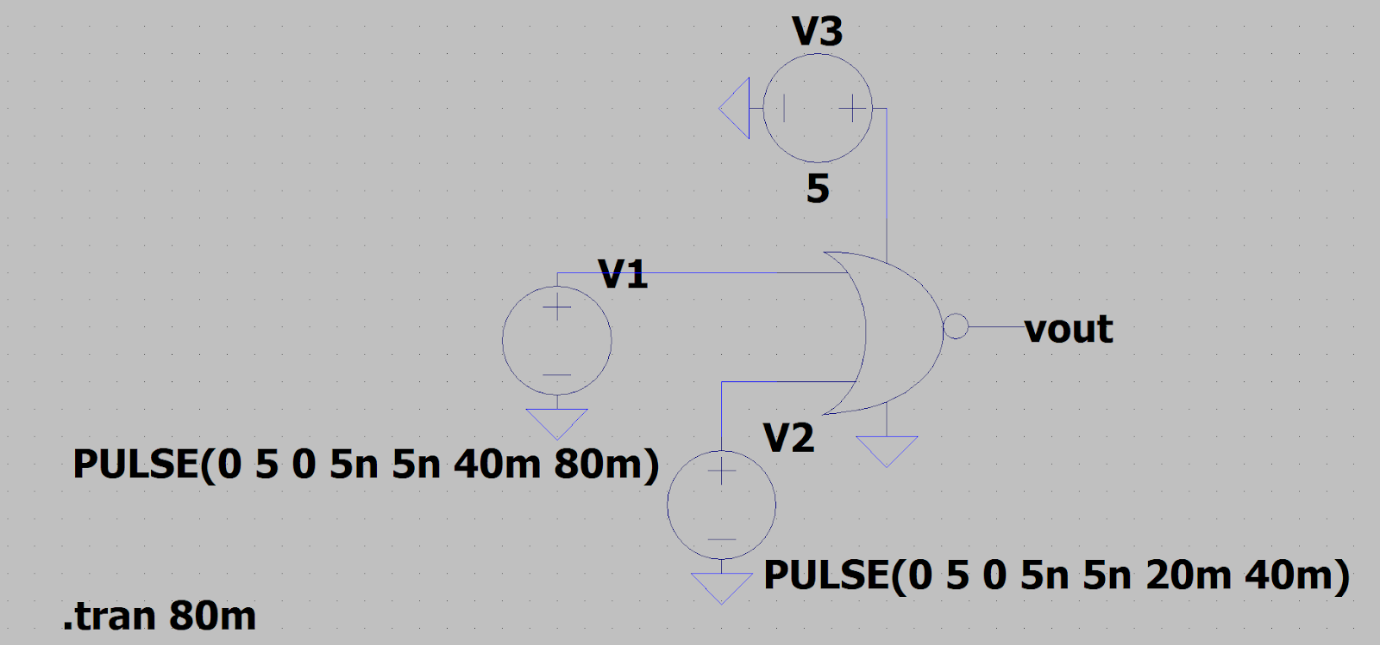 V3
5
V1
vout
V2
PULSE(0 5 0 5n 5n 40m 80m)
PULSE(0 5 0 5n 5n 20m 40m)
.tran 80m